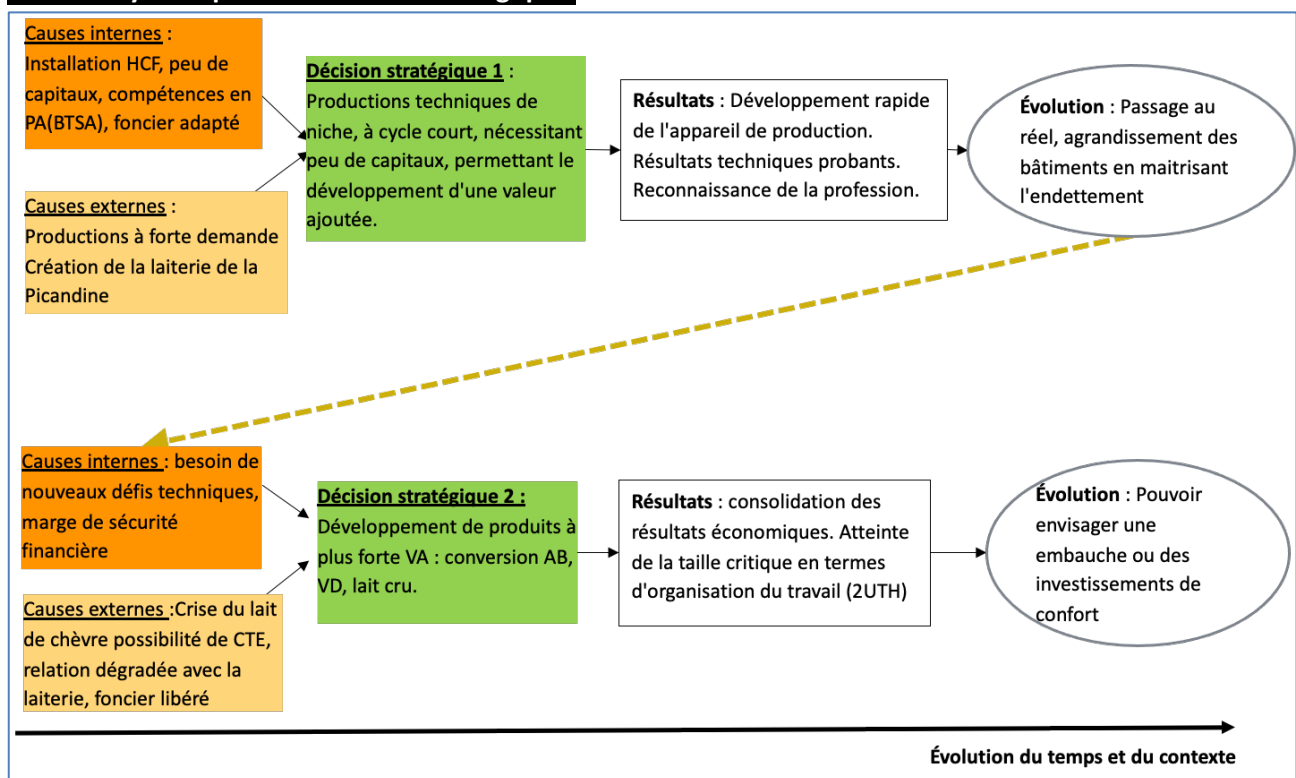 Causes internes :
Installation HCF, peu de
capitaux, compétences en
PA(BTSA), foncier adapté
Causes externes :
Productions à forte demande
Création de la laiterie de la
Picandine
Décision stratégique 1 :
Productions techniques de
niche, à cycle court, nécessitant
peu de capitaux, permettant le
développement d'une valeur
ajoutée.
Résultats : Développement rapide
de l'appareil de production.
Résultats techniques probants.
Reconnaissance de la profession.
Évolution : Passage au
réel, agrandissement des
bâtiments en maitrisant
l'endettement
Causes internes : besoin de
nouveaux défis techniques,
marge de sécurité
financière
Causes externes :Crise du lait
de chèvre possibilité de CTE,
relation dégradée avec la
laiterie, foncier libéré
Décision stratégique 2 :
Développement de produits à
plus forte VA : conversion AB,
VD, lait cru.
Résultats : consolidation des
résultats économiques. Atteinte
de la taille critique en termes
d'organisation du travail (2UTH)
Évolution : Pouvoir
envisager une
embauche ou des
investissements de
confort
Évolution du temps et du contexte